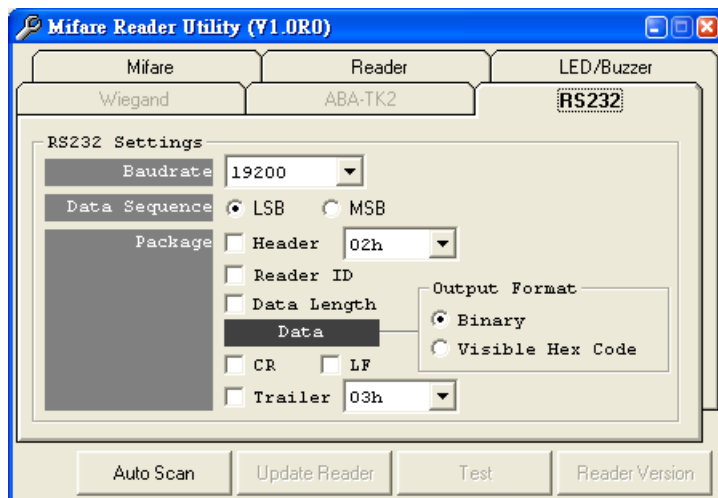 Mifare Reader Utility (V1.0R0)
Mifare Reader LED/Buzzer
Wiegand ABA-TK2 RS232
RS232 Settings
Baudrate 19200
Data Sequence LSB MSB
Package Header 02h
Reader ID
Output Format
Data Length
Binary
Data
Visible Hex Code
CR LF
Trailer 03h
Auto Scan Update Reader Test Reader Version